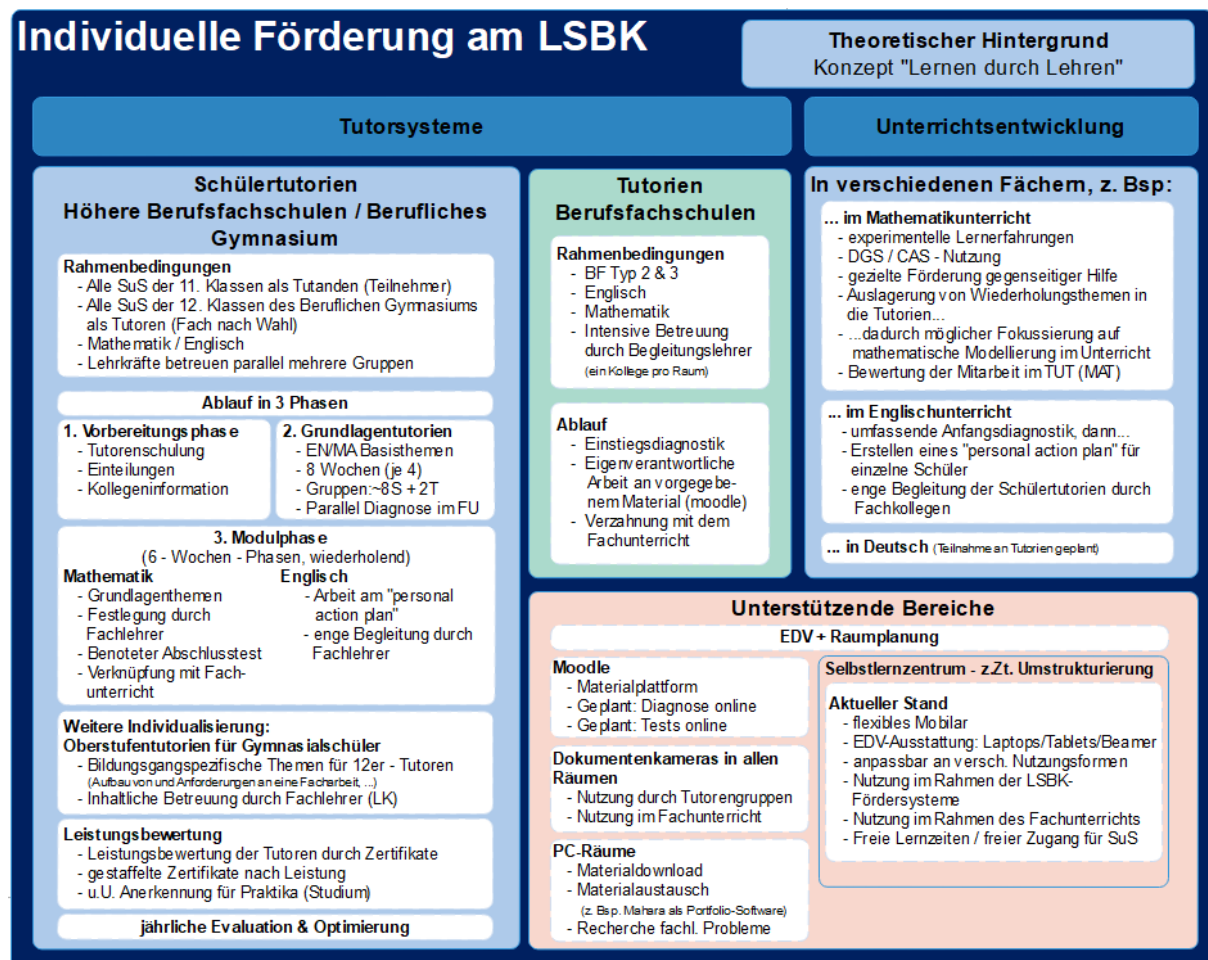 Individuelle Förderung am LSBK
Theoretischer Hintergrund
Konzept "Lernen durch Lehren"
Tutorsysteme
Unterrichtsentwicklung
Schülertutorien
Höhere Berufsfachschulen / Berufliches
Gymnasium
Rahmenbedingungen
- Alle SuS der 11. Klassen als Tutanden (Teilnehmer)
- Alle SuS der 12. Klassen des Beruflichen Gymnasiums
als Tutoren (Fach nach Wahl)
- Mathematik / Englisch
- Lehrkräfte betreuen parallel mehrere Gruppen
Ablauf in 3 Phasen
1. Vorbereitungsphase
- Tutorenschulung
- Einteilungen
- Kollegeninformation
2. Grundlagentutorien
- EN/MA Basisthemen
- 8 Wochen (je 4)
- Gruppen:~8S + 2T
- Parallel Diagnose im FU
3. Modulphase
(6 - Wochen - Phasen, wiederholend)
Mathematik
- Grundlagenthemen
- Festlegung durch
Fachlehrer
- Benoteter Abschlusstest
- Verknüpfung mit Fach-
unterricht
Englisch
- Arbeit am "personal
action plan"
- enge Begleitung durch
Fachlehrer
Weitere Individualisierung:
Oberstufentutorien für Gymnasialschüler
- Bildungsgangspezifische Themen für 12er - Tutoren
(Aufbau von und Anforderungen an eine Facharbeit, ...)
- Inhaltliche Betreuung durch Fachlehrer (LK)
Leistungsbewertung
- Leistungsbewertung der Tutoren durch Zertifikate
- gestaffelte Zertifikate nach Leistung
- u.U. Anerkennung für Praktika (Studium)
jährliche Evaluation & Optimierung
Tutorien
Berufsfachschulen
Rahmenbedingungen
- BF Typ 2 & 3
- Englisch
- Mathematik
- Intensive Betreuung
durch Begleitungslehrer
(ein Kollege pro Raum)
Ablauf
- Einstiegsdiagnostik
- Eigenverantwortliche
Arbeit an vorgegebe-
nem Material (moodle)
- Verzahnung mit dem
Fachunterricht
In verschiedenen Fächern, z. Bsp:
... im Mathematikunterricht
- experimentelle Lernerfahrungen
- DGS / CAS - Nutzung
- gezielte Förderung gegenseitiger Hilfe
- Auslagerung von Wiederholungsthemen in
die Tutorien...
- ...dadurch möglicher Fokussierung auf
mathematische Modellierung im Unterricht
- Bewertung der Mitarbeit im TUT (MAT)
... im Englischunterricht
- umfassende Anfangsdiagnostik, dann...
- Erstellen eines "personal action plan" für
einzelne Schüler
- enge Begleitung der Schülertutorien durch
Fachkollegen
... in Deutsch (Teilnahme an Tutorien geplant)
Unterstützende Bereiche
EDV + Raumplanung
Moodle
- Materialplattform
- Geplant: Diagnose online
- Geplant: Tests online
Dokumentenkameras in allen
Räumen
- Nutzung durch Tutorengruppen
- Nutzung im Fachunterricht
PC-Räume
- Materialdownload
- Materialaustausch
(z. Bsp. Mahara als Portfolio-Software)
- Recherche fachl. Probleme
Selbstlernzentrum - z.Zt. Umstrukturierung
Aktueller Stand
- flexibles Mobilar
- EDV-Ausstattung: Laptops/Tablets/Beamer
- anpassbar an versch. Nutzungsformen
- Nutzung im Rahmen der LSBK-
Fördersysteme
- Nutzung im Rahmen des Fachunterrichts
- Freie Lernzeiten / freier Zugang für SuS